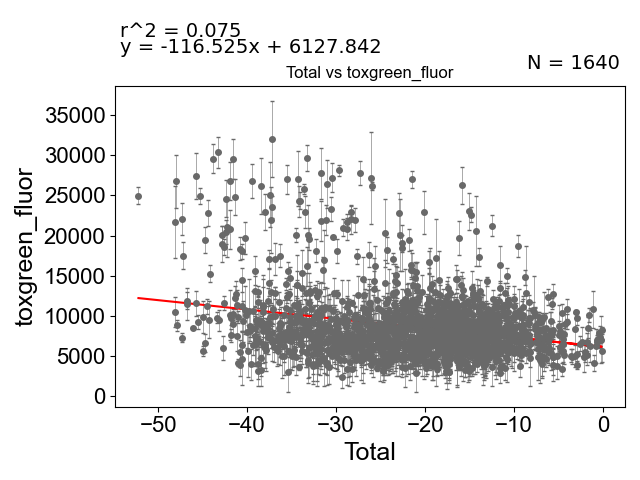 r^2 = 0.075
y = -116.525x + 6127.842
N = 1640
Total vs toxgreen_fluor
35000
30000
25000
20000
15000
10000
5000
0
toxgreen_fluor
−50
−40
−30
−20
−10
0
Total